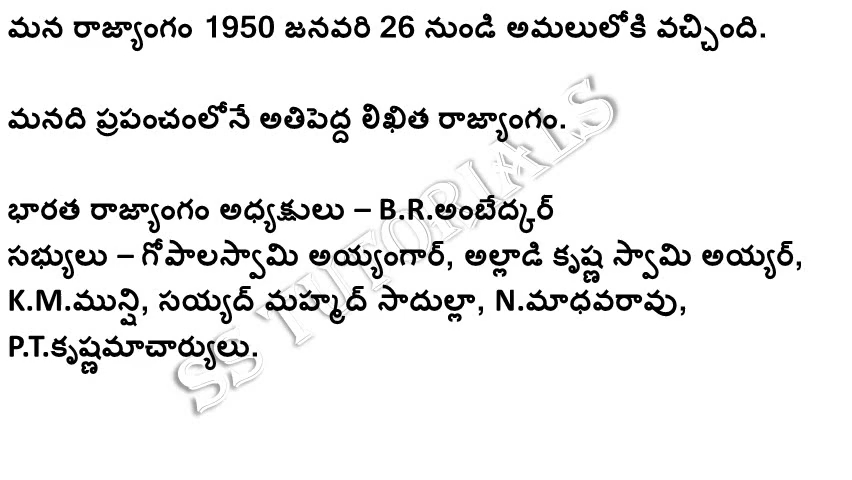 మన రాజ్యాంగం 1950 జనవరి 26 నుండి అమలులోకి వచ్చింది.
మనది ప్రపంచంలోనే అతిపెద్ద లిఖిత రాజ్యాంగం.
భారత రాజ్యాంగం అధ్యక్షులు – B.R.అంబేద్కర్
సభ్యులు – గోపాలస్వామి అయ్యంగార్, అల్లాడి కృష్ణ స్వామి అయ్యర్,
K.M.మున్షి, సయ్యద్ మహ్మద్ సాదుల్లా, N.మాధవరావు,
P.T.కృష్ణమాచార్యులు.
SS TUTORIALS